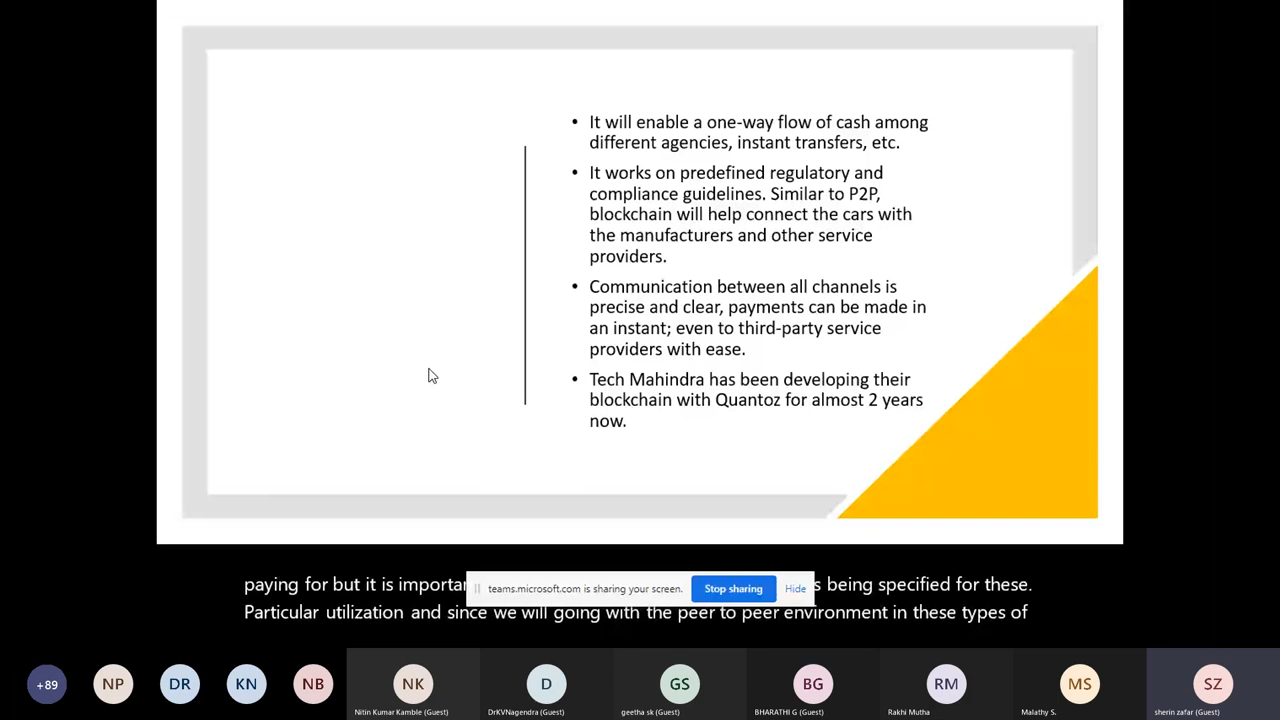 • It will enable a one-way flow of cash among
different agencies, instant transfers, etc.
• It works on predefined regulatory and
compliance guidelines. Similar to P2P,
blockchain will help connect the cars with
the manufacturers and other service
providers.
• Communication between all channels is
precise and clear, payments can be made in
an instant; even to third-party service
providers with ease.
• Tech Mahindra has been developing their
blockchain with Quantoz for almost 2 years
now.
paying for but it is being specified for these.
teams.microsoft.com is sharing your screen. Stop sharing Hide
Particular utilization and since we will going with the peer to peer environment in these types of
+89 NP DR KN NB NK D GS BG RM MS SZ
Nitin Kumar Kamble (Guest) DrKVNagendra (Guest) geetha sk (Guest) BHARATHI G (Guest) Rakhi Mutha Malathy S. sherin zafar (Guest)